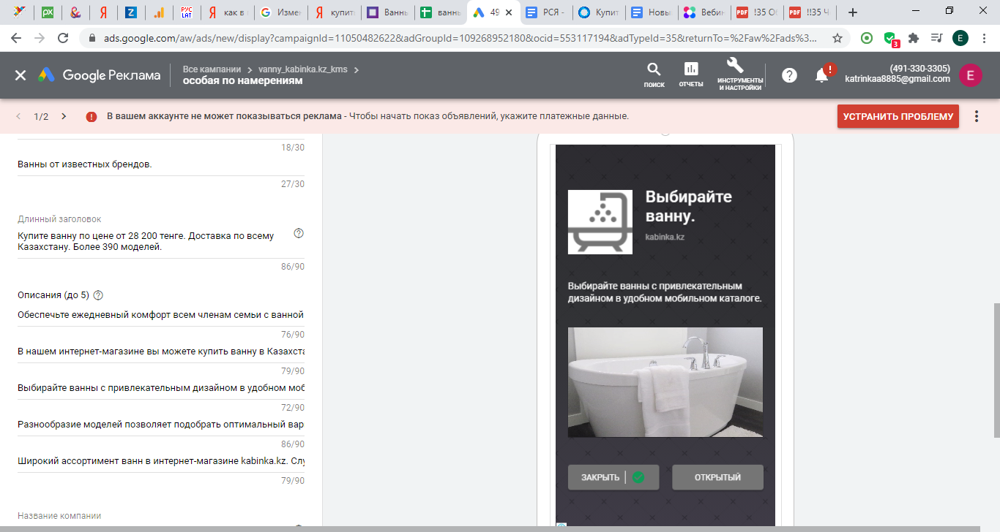 как в
Измен
купить
Ванны
ванны
49
РСЯ -
Купит
Новы
Вебин
!35 О
!!35 Ч
РУС
LAT
ads.google.com/aw/ads/new/display?campaignId=11050482622&adGroupId=109268952180&ocid=553117194&adTypeId=35&returnTo=%2Faw%2Fads%3...
3
E
Google Реклама
Все кампании > vanny_kabinka.kz_kms >
особая по намерениям
ПОИСК
ОТЧЕТЫ
ИНСТРУМЕНТЫ
И НАСТРОЙКИ
(491-330-3305)
katrinkaa8885@gmail.com
E
1/2
В вашем аккаунте не может показываться реклама - Чтобы начать показ объявлений, укажите платежные данные.
УСТРАНИТЬ ПРОБЛЕМУ
18/30
Ванны от известных брендов.
27/30
Длинный заголовок
Купите ванну по цене от 28 200 тенге. Доставка по всему
Казахстану. Более 390 моделей.
86/90
Описания (до 5)
Обеспечьте ежедневный комфорт всем членам семьи с ванной
76/90
В нашем интернет-магазине вы можете купить ванну в Казахста
79/90
Выбирайте ванны с привлекательным дизайном в удобном моб
72/90
Разнообразие моделей позволяет подобрать оптимальный вар
86/90
Широкий ассортимент ванн в интернет-магазине kabinka.kz. Слу
79/90
Название компании
Выбирайте
ванну.
kabinka.kz
Выбирайте ванны с привлекательным
дизайном в удобном мобильном каталоге.
ЗАКРЫТЬ
ОТКРЫТЫЙ